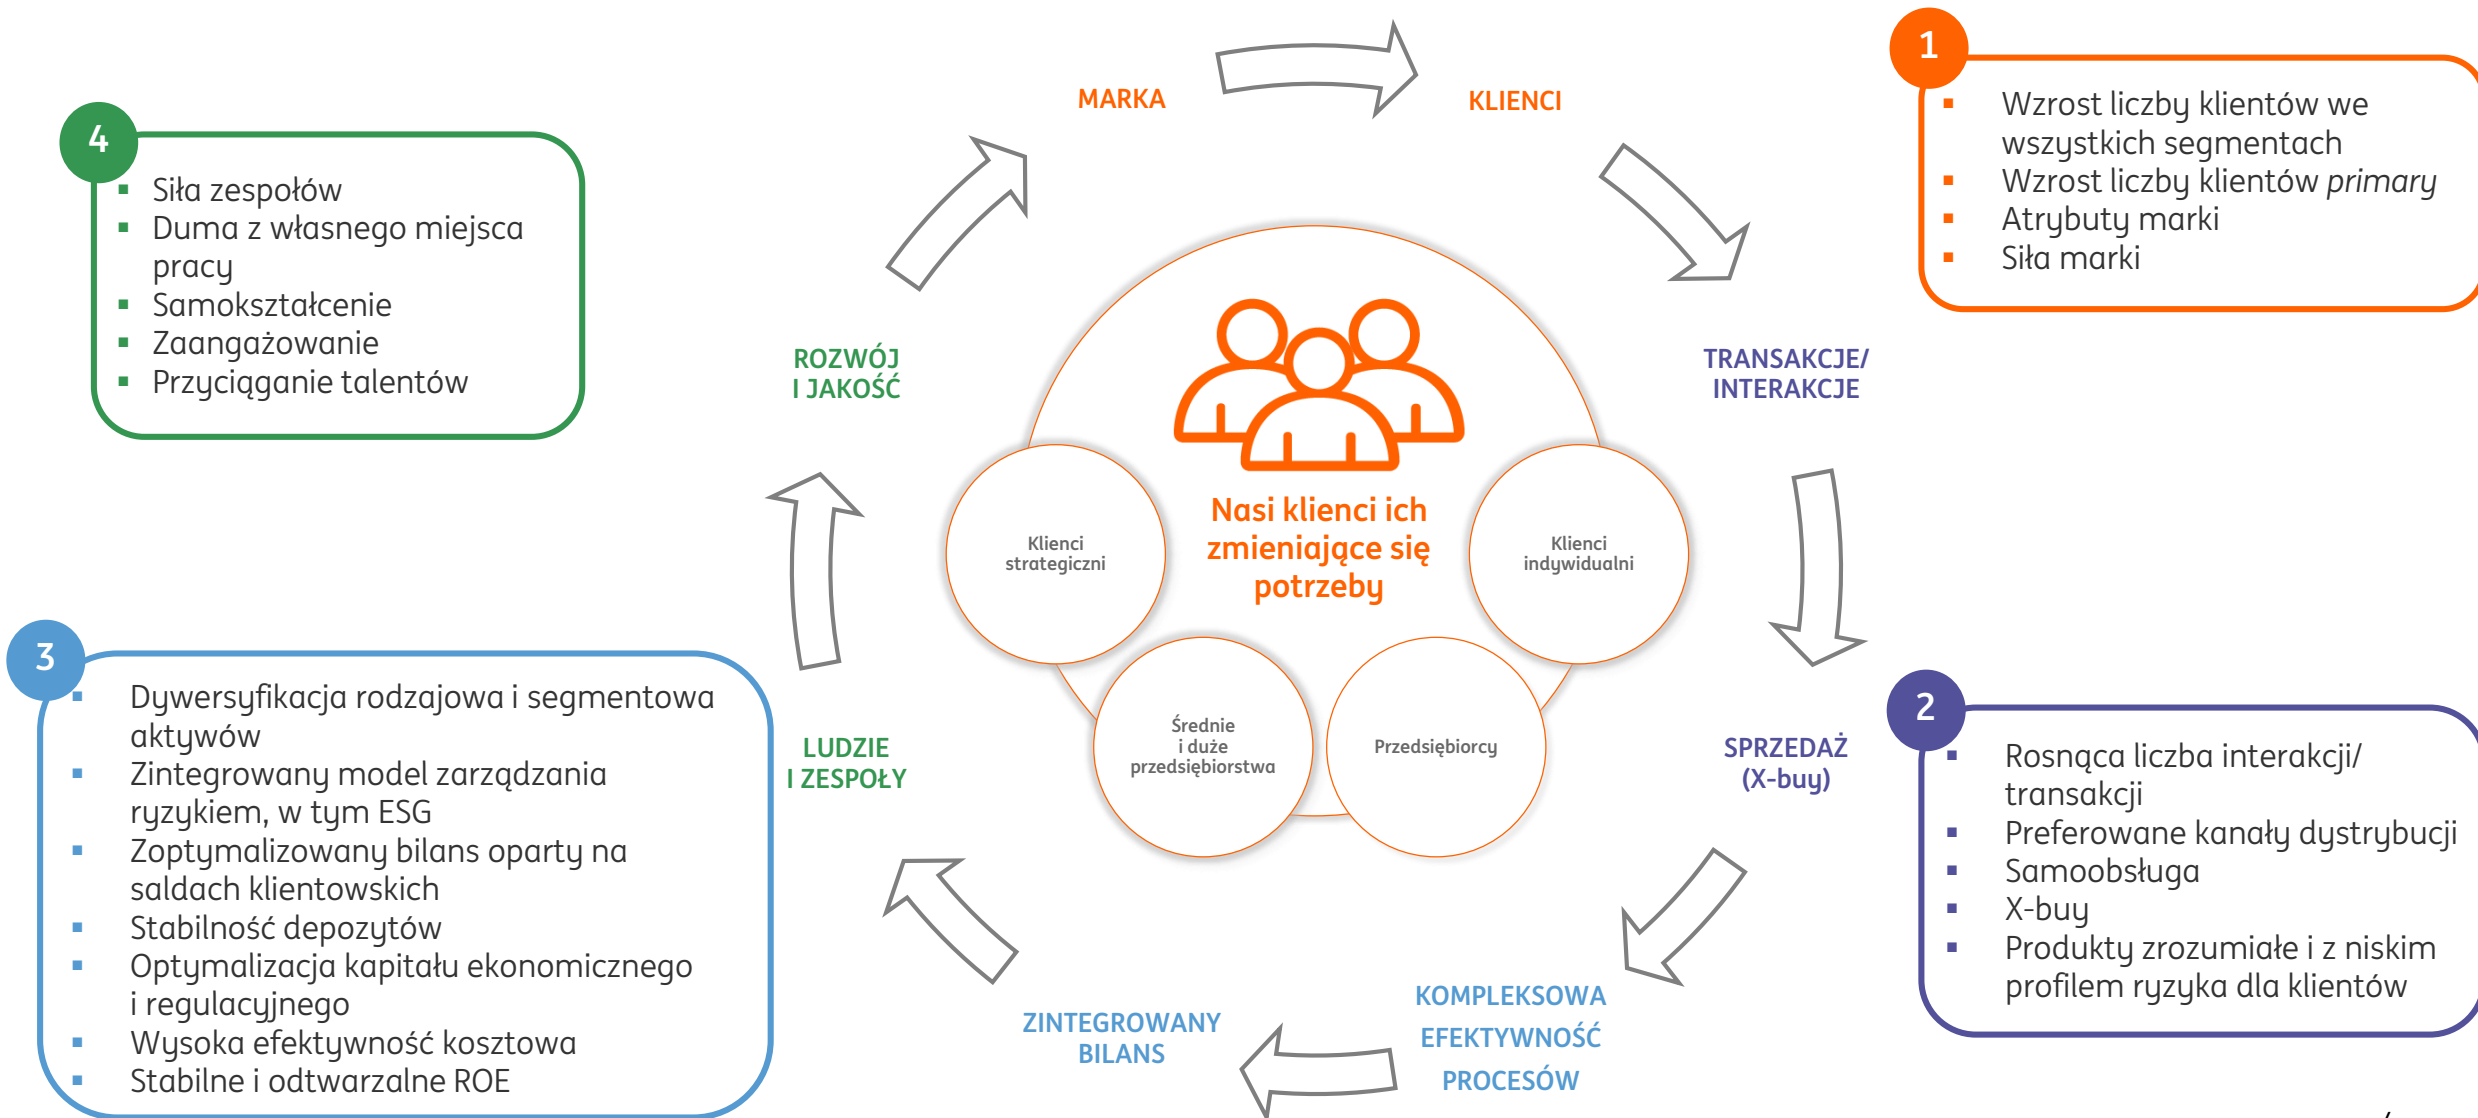 MARKA
KLIENCI
TRANSAKCJE/
INTERAKCJE
SPRZEDAŻ
(X-buy)
KOMPLEKSOWA
EFEKTYWNOŚĆ
PROCESÓW
ZINTEGROWANY
BILANS
LUDZIE
I ZESPOŁY
ROZWÓJ
I JAKOŚĆ
Nasi klienci ich
zmieniające się
potrzeby
Klienci
strategiczni
Średnie
i duże
przedsiębiorstwa
Przedsiębiorcy
Klienci
indywidualni
1
▪ Wzrost liczby klientów we
wszystkich segmentach
▪ Wzrost liczby klientów primary
▪ Atrybuty marki
▪ Siła marki
2
▪ Rosnąca liczba interakcji/
transakcji
▪ Preferowane kanały dystrybucji
▪ Samoobsługa
▪ X-buy
▪ Produkty zrozumiałe i z niskim
profilem ryzyka dla klientów
3
▪ Dywersyfikacja rodzajowa i segmentowa
aktywów
▪ Zintegrowany model zarządzania
ryzykiem, w tym ESG
▪ Zoptymalizowany bilans oparty na
saldach klientowskich
▪ Stabilność depozytów
▪ Optymalizacja kapitału ekonomicznego
i regulacyjnego
▪ Wysoka efektywność kosztowa
▪ Stabilne i odtwarzalne ROE
4
▪ Siła zespołów
▪ Duma z własnego miejsca
pracy
▪ Samokształcenie
▪ Zaangażowanie
▪ Przyciąganie talentów